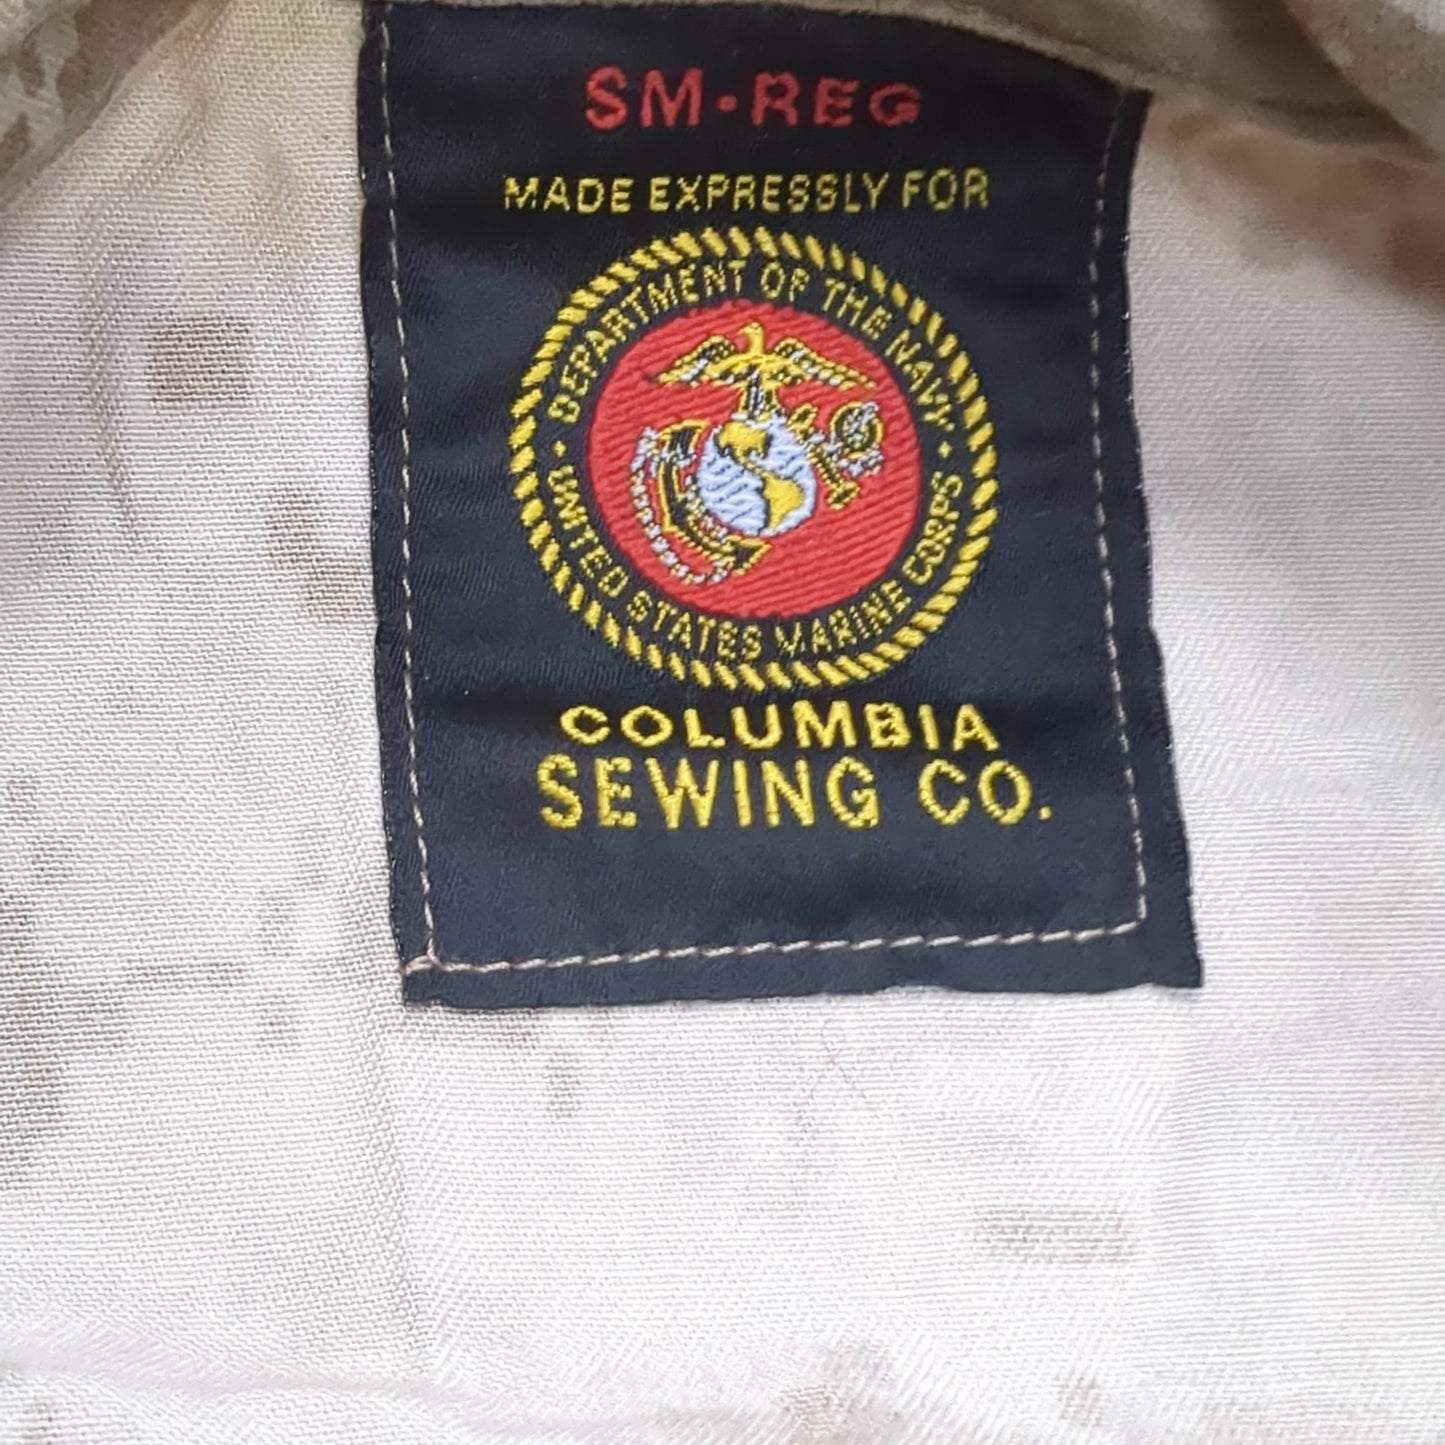 SM-REG
MADE EXPRESSLY FOR
• DEPARTMENT OF THE NAVY •
UNITED STATES MARINE CORPS
COLUMBIA
SEWING CO.